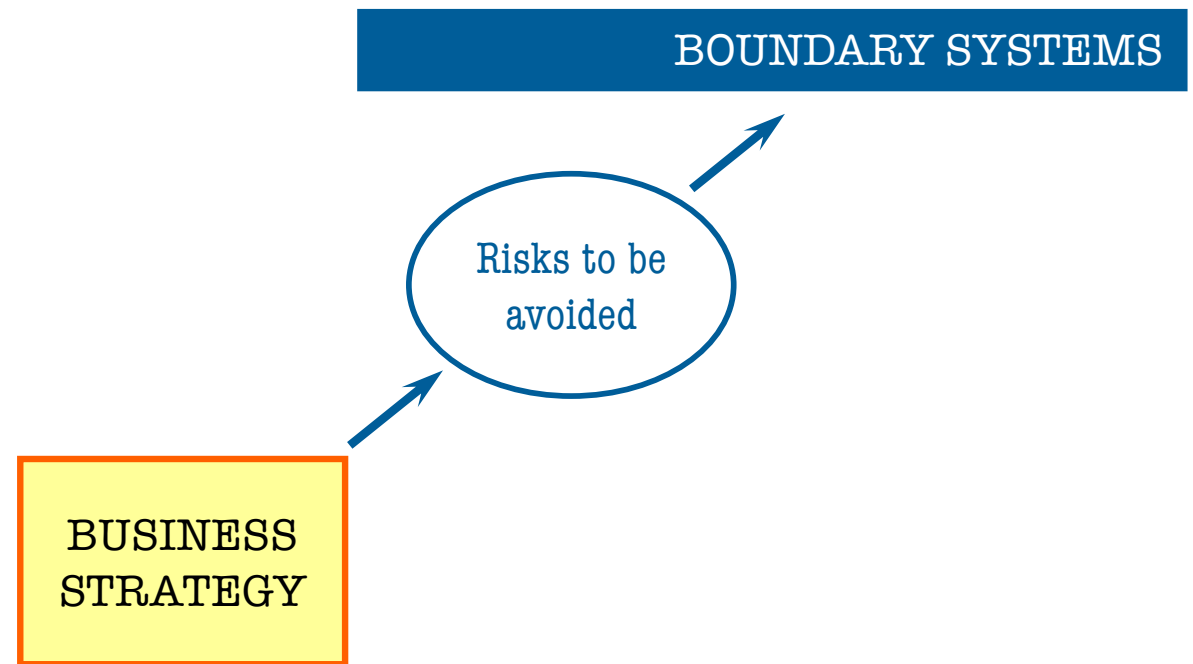 BOUNDARY SYSTEMS
Risks to be
avoided
BUSINESS
STRATEGY